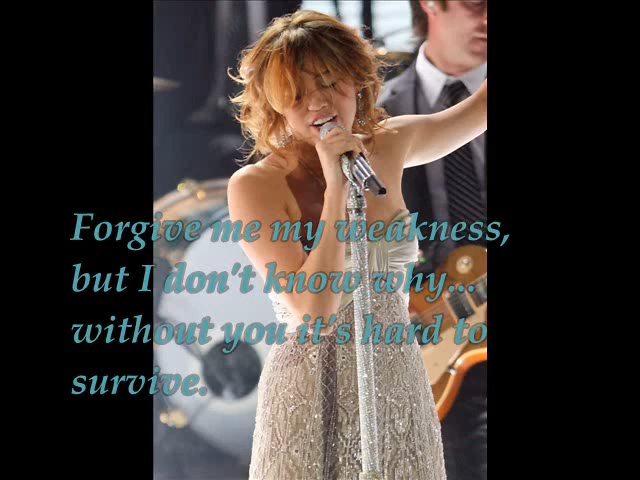 Forgive me my weakness,
but I don't know why...
without you it's hard to
survive.